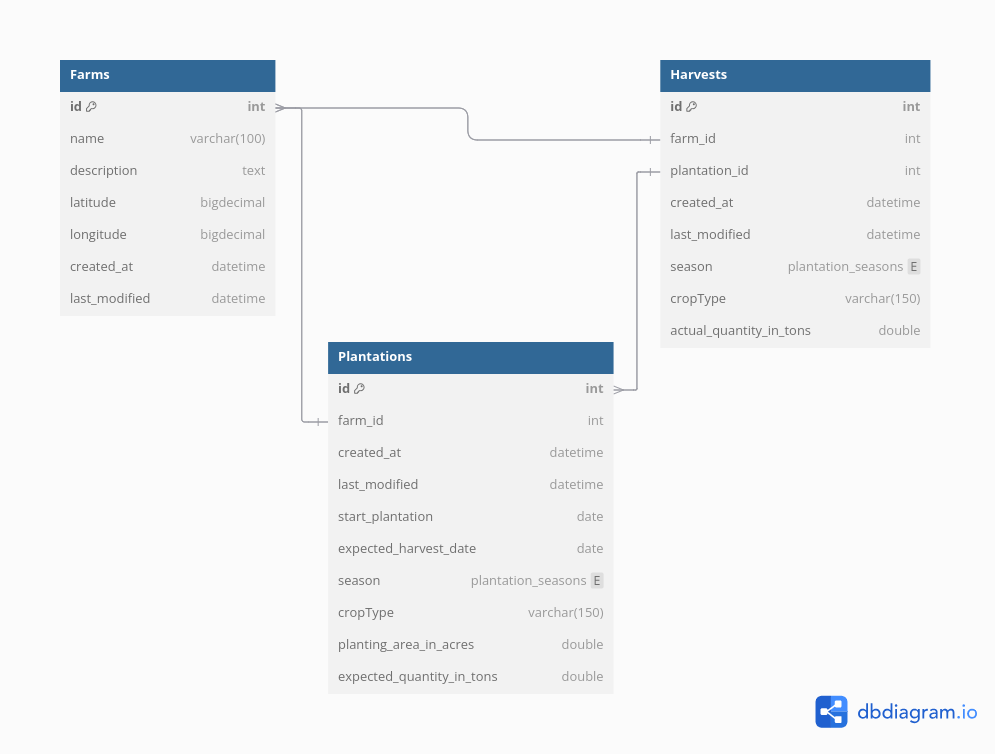 Farms
id int
name varchar(100)
description text
latitude bigdecimal
longitude bigdecimal
created_at datetime
last_modified datetime
Harvests
id int
farm_id int
plantation_id int
created_at datetime
last_modified datetime
season plantation_seasons E
cropType varchar(150)
actual_quantity_in_tons double
Plantations
id int
farm_id int
created_at datetime
last_modified datetime
start_plantation date
expected_harvest_date date
season plantation_seasons E
cropType varchar(150)
planting_area_in_acres double
expected_quantity_in_tons double
dbdiagram.io